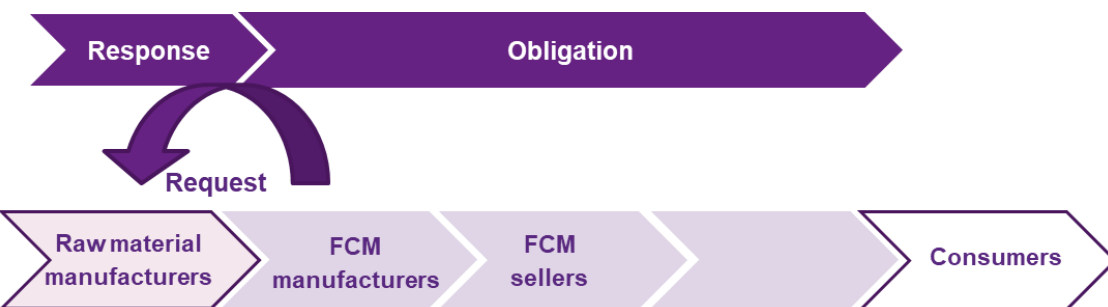 Response
Obligation
Request
Raw material
manufacturers
FCM
manufacturers
FCM
sellers
Consumers